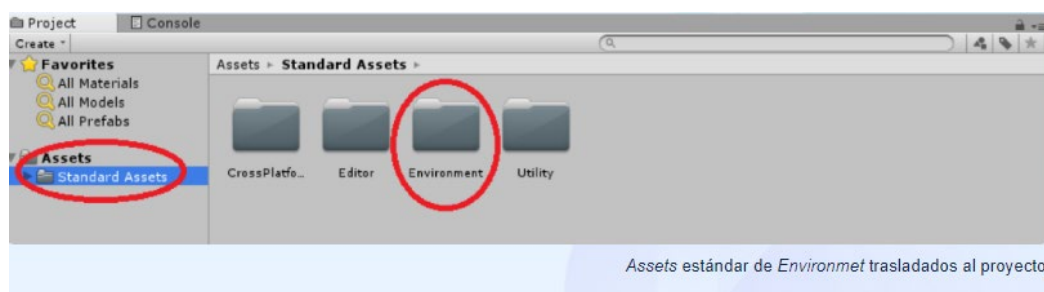 Project Console
Create
Favorites
All Materials
All Models
All Prefabs
Assets
Standard Assets
Assets Standard Assets
CrossPlatfo... Editor Environment Utility
Assets estándar de Environmet trasladados al proyecto